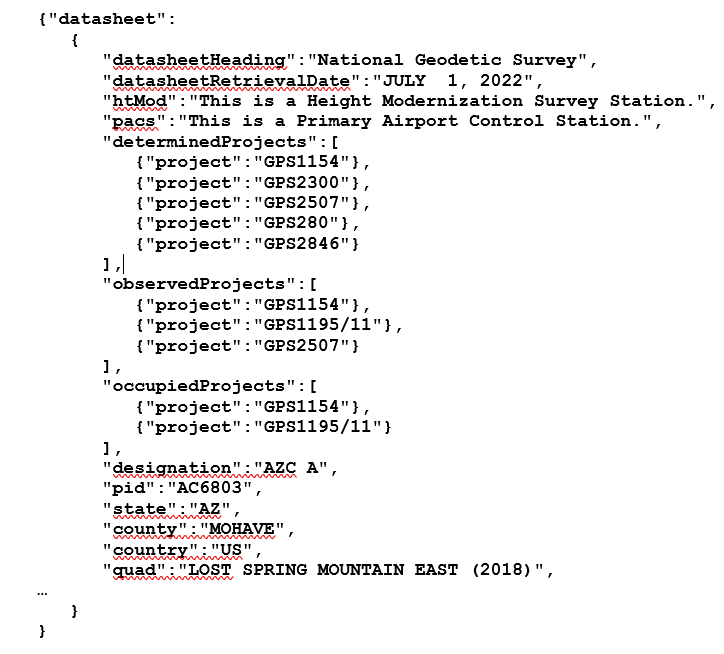 {"datasheet":
{
"datasheetHeading":"National Geodetic Survey",
"datasheetRetrievalDate":"JULY  1, 2022",
"htMod":"This is a Height Modernization Survey Station.",
"pacs":"This is a Primary Airport Control Station.",
"determinedProjects":[
{"project":"GPS1154"},
{"project":"GPS2300"},
{"project":"GPS2507"},
{"project":"GPS280"},
{"project":"GPS2846"}
],
"observedProjects":[
{"project":"GPS1154"},
{"project":"GPS1195/11"},
{"project":"GPS2507"}
],
"occupiedProjects":[
{"project":"GPS1154"},
{"project":"GPS1195/11"}
],
"designation":"AZC A",
"pid":"AC6803",
"state":"AZ",
"county":"MOHAVE",
"country":"US",
"quad":"LOST SPRING MOUNTAIN EAST (2018)",
…
}
}